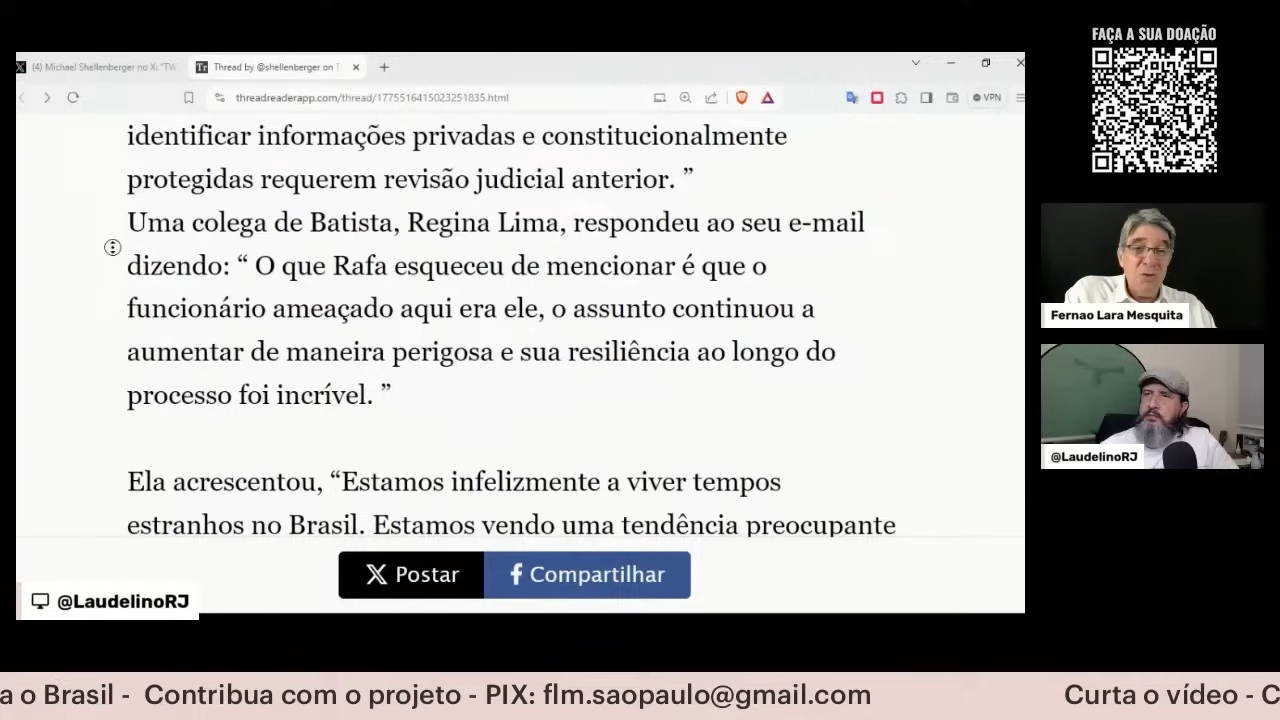 FAÇA A SUA DOAÇÃO
(4) Michael Shellenberger no X: "TW
Tr Thread by @shellenberger on T
threadreaderapp.com/thread/1775516415023251835.html
VPN
identificar informações privadas e constitucionalmente
protegidas requerem revisão judicial anterior. ”
Uma colega de Batista, Regina Lima, respondeu ao seu e-mail
dizendo: “ O que Rafa esqueceu de mencionar é que o
funcionário ameaçado aqui era ele, o assunto continuou a
aumentar de maneira perigosa e sua resiliência ao longo do
processo foi incrível. ”
Ela acrescentou, “Estamos infelizmente a viver tempos
estranhos no Brasil. Estamos vendo uma tendência preocupante
X Postar
f Compartilhar
@LaudelinoRJ
Fernao Lara Mesquita
@LaudelinoRJ
a o Brasil - Contribua com o projeto - PIX: flm.saopaulo@gmail.com
Curta o vídeo - C